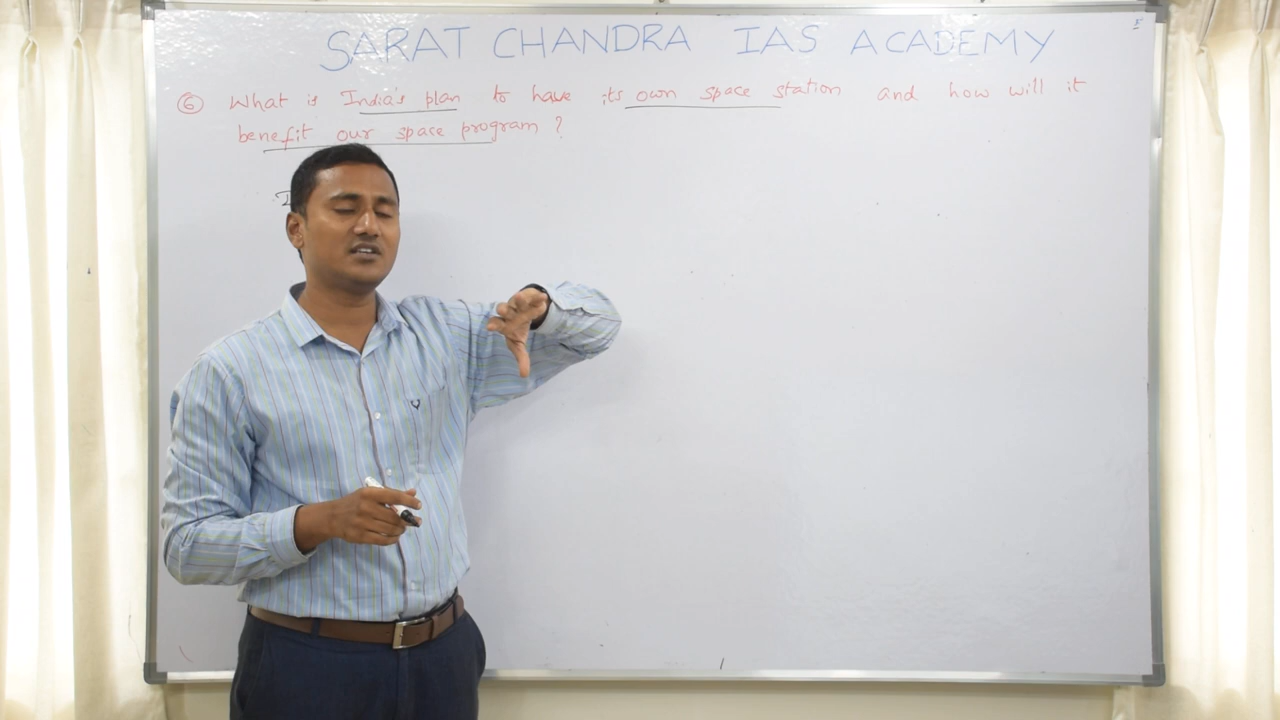 SARAT CHANDRA IAS ACADEMY
⑥ What is India's plan to have its own space station and how will it
benefit our space program ?